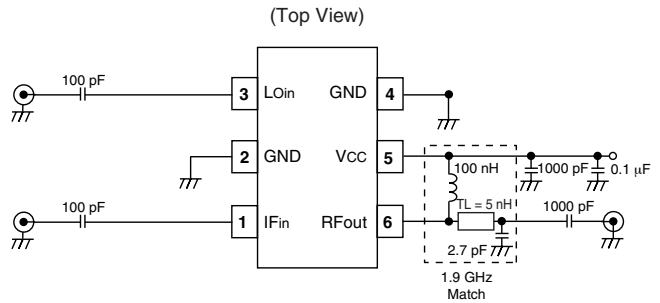 (Top View)
100 pF
3 LOin GND 4
2 GND VCC 5
100 nH 1000 pF 0.1 µF
100 pF
1 IFin RFout 6
TL = 5 nH 1000 pF
2.7 pF
1.9 GHz
Match